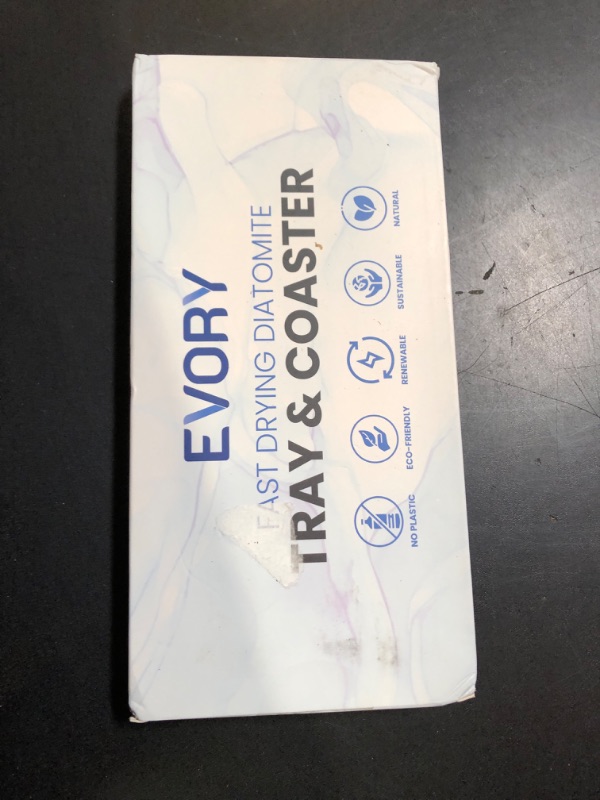 EVORY
FAST DRYING DIATOMITE
TRAY & COASTER
NO PLASTIC
ECO-FRIENDLY
RENEWABLE
SUSTAINABLE
NATURAL